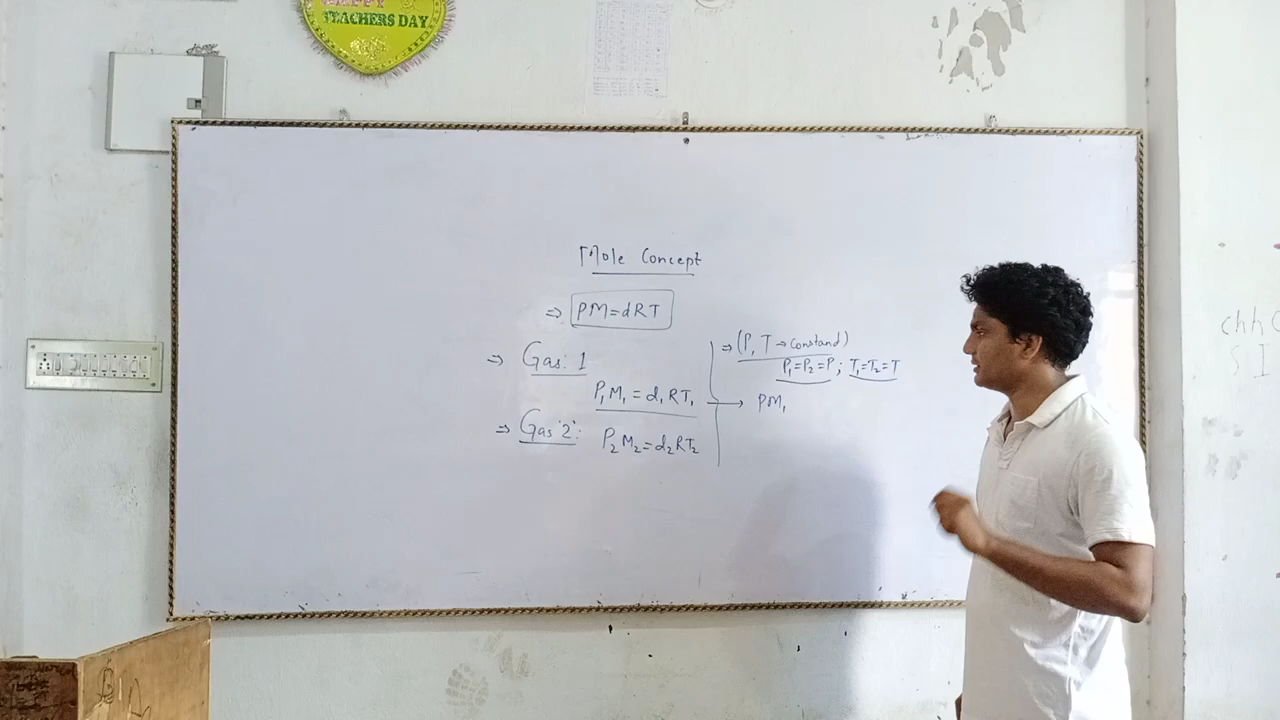 HAPPY
TEACHERS DAY
Mole Concept
⇒ PM=dRT
⇒ Gas: 1
P₁M₁ = d₁RT₁
⇒ Gas '2':
P₂M₂=d₂RT₂
⇒ (P, T → Constand)
P₁=P₂=P ; T₁=T₂=T
→ PM₁